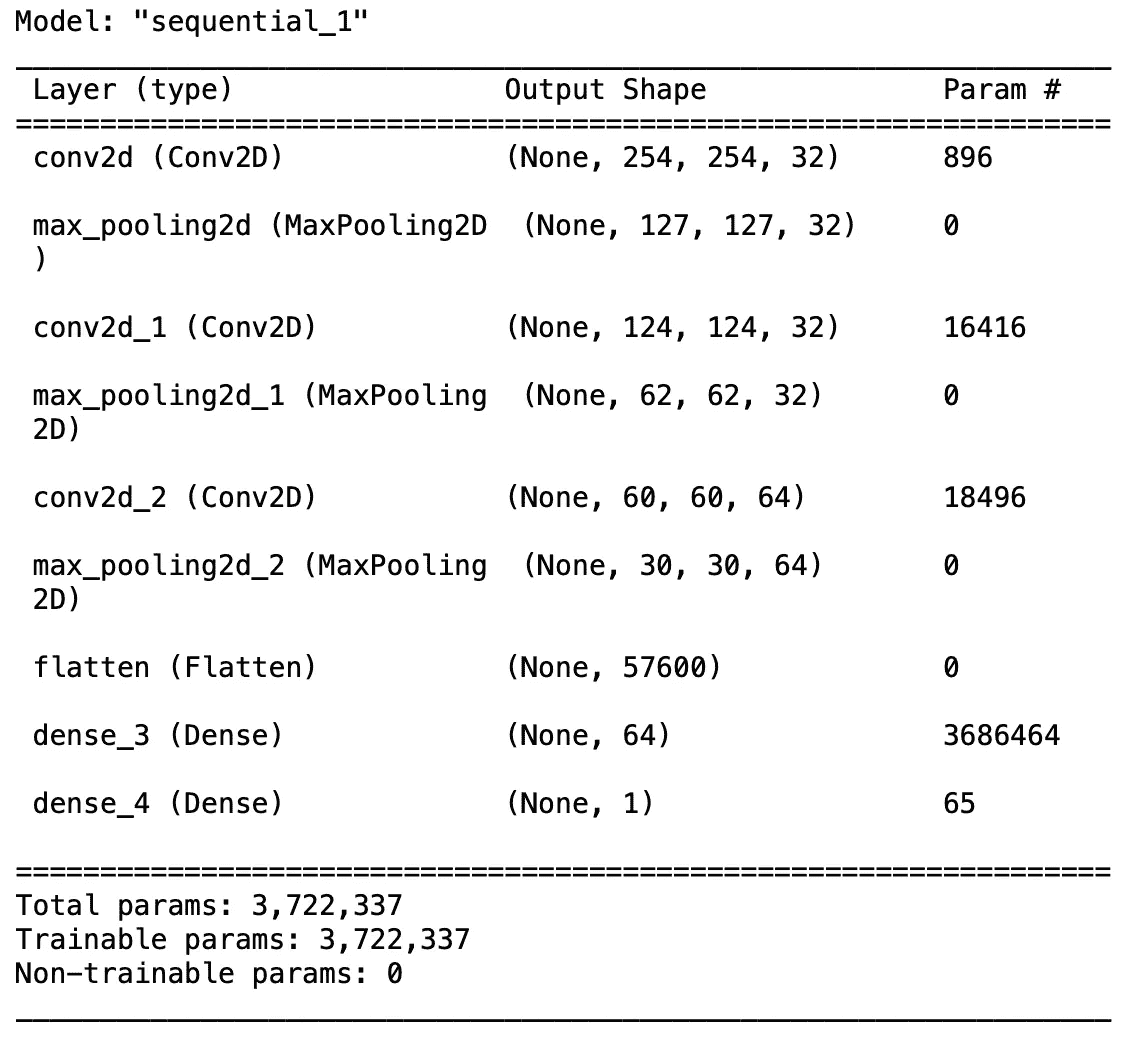 Model: "sequential_1"
Layer (type) Output Shape Param #
conv2d (Conv2D) (None, 254, 254, 32) 896
max_pooling2d (MaxPooling2D (None, 127, 127, 32) 0
)
conv2d_1 (Conv2D) (None, 124, 124, 32) 16416
max_pooling2d_1 (MaxPooling (None, 62, 62, 32) 0
2D)
conv2d_2 (Conv2D) (None, 60, 60, 64) 18496
max_pooling2d_2 (MaxPooling (None, 30, 30, 64) 0
2D)
flatten (Flatten) (None, 57600) 0
dense_3 (Dense) (None, 64) 3686464
dense_4 (Dense) (None, 1) 65
Total params: 3,722,337
Trainable params: 3,722,337
Non-trainable params: 0